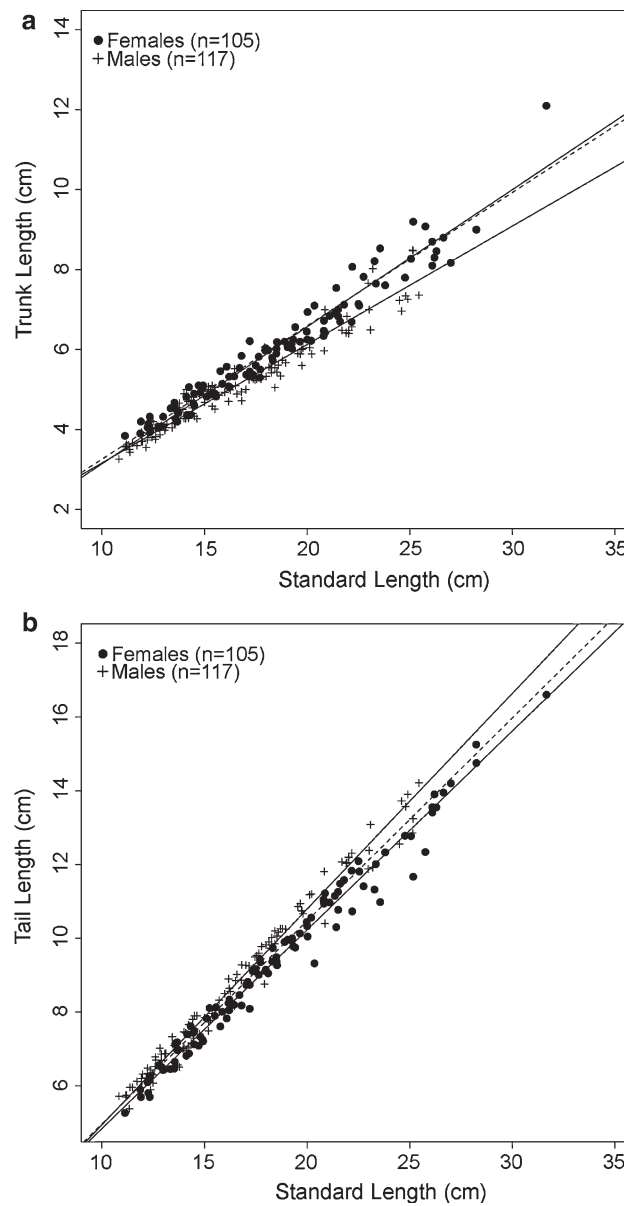 a
Females (n=105)
Males (n=117)
14
12
10
8
6
4
2
Trunk Length (cm)
10 15 20 25 30 35
Standard Length (cm)
b
Females (n=105)
Males (n=117)
18
16
14
12
10
8
6
Tail Length (cm)
10 15 20 25 30 35
Standard Length (cm)